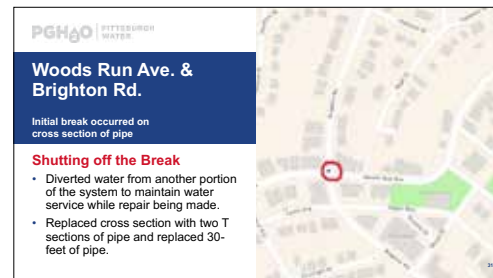 PGH2O PITTSBURGH
WATER
Woods Run Ave. &
Brighton Rd.
Initial break occurred on
cross section of pipe
Shutting off the Break
• Diverted water from another portion
of the system to maintain water
service while repair being made.
• Replaced cross section with two T
sections of pipe and replaced 30-
feet of pipe.